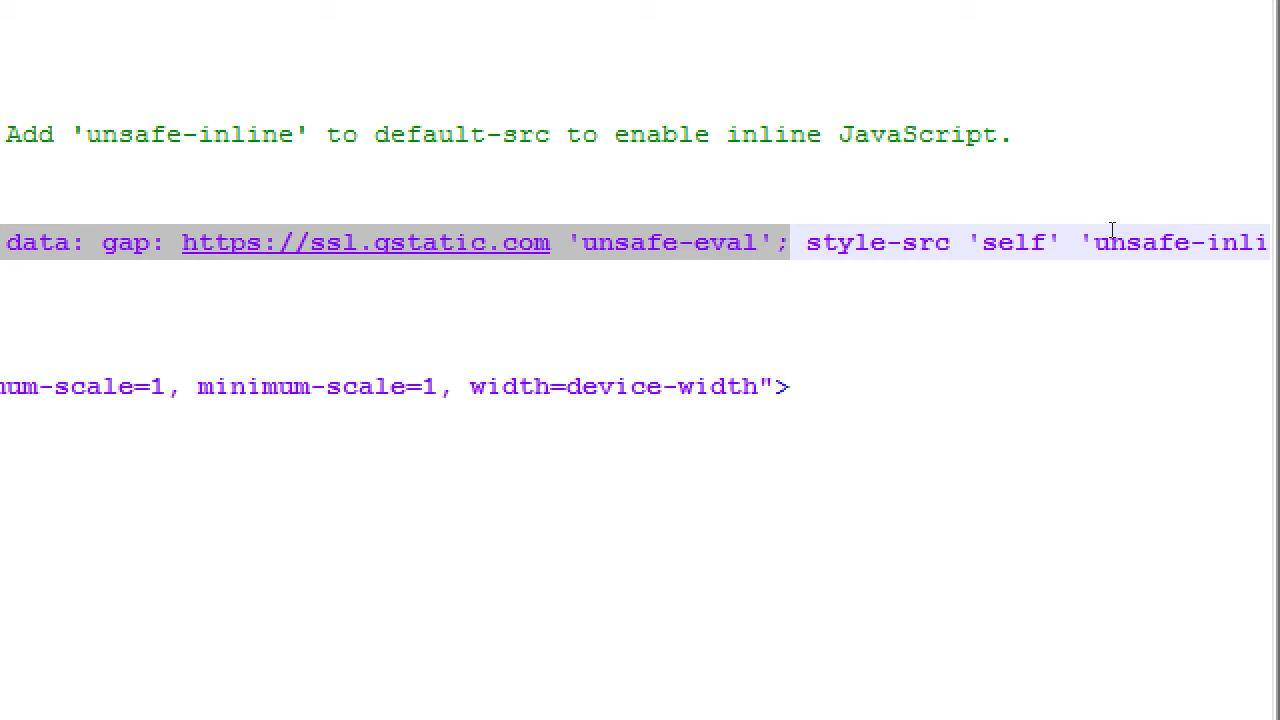 Add 'unsafe-inline' to default-src to enable inline JavaScript.
data: gap: https://ssl.gstatic.com 'unsafe-eval'; style-src 'self' 'unsafe-inli
num-scale=1, minimum-scale=1, width=device-width">